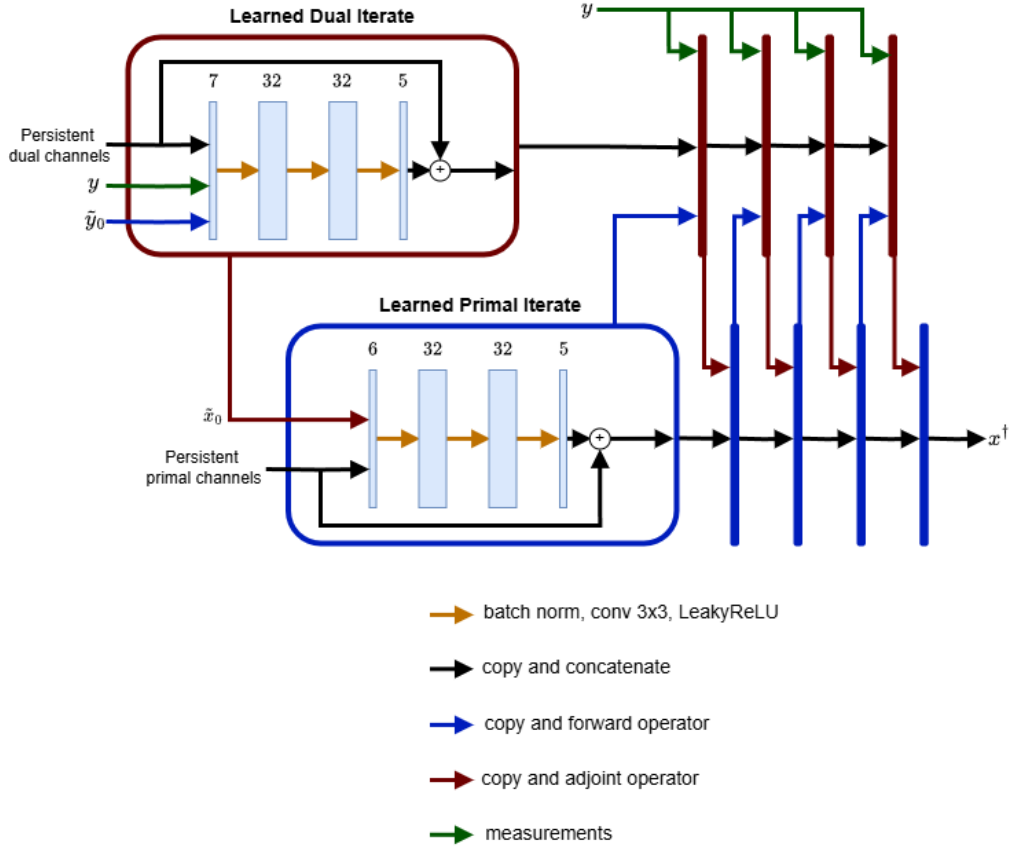 Learned Dual Iterate
y
7 32 32 5
Persistent
dual channels
y
ỹ₀
+
Learned Primal Iterate
6 32 32 5
x̃₀
+
Persistent
primal channels
x†
batch norm, conv 3x3, LeakyReLU
copy and concatenate
copy and forward operator
copy and adjoint operator
measurements